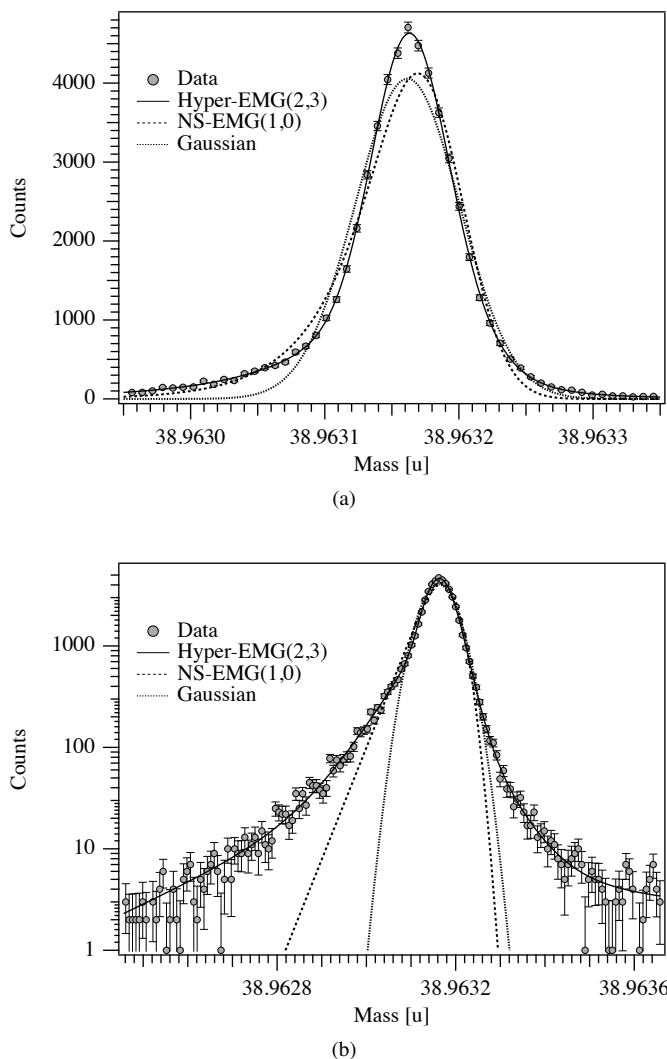 4000
3000
2000
1000
0
Counts
Data
Hyper-EMG(2,3)
NS-EMG(1,0)
Gaussian
38.9630 38.9631 38.9632 38.9633
Mass [u]
(a)
1000
100
10
1
Counts
Data
Hyper-EMG(2,3)
NS-EMG(1,0)
Gaussian
38.9628 38.9632 38.9636
Mass [u]
(b)